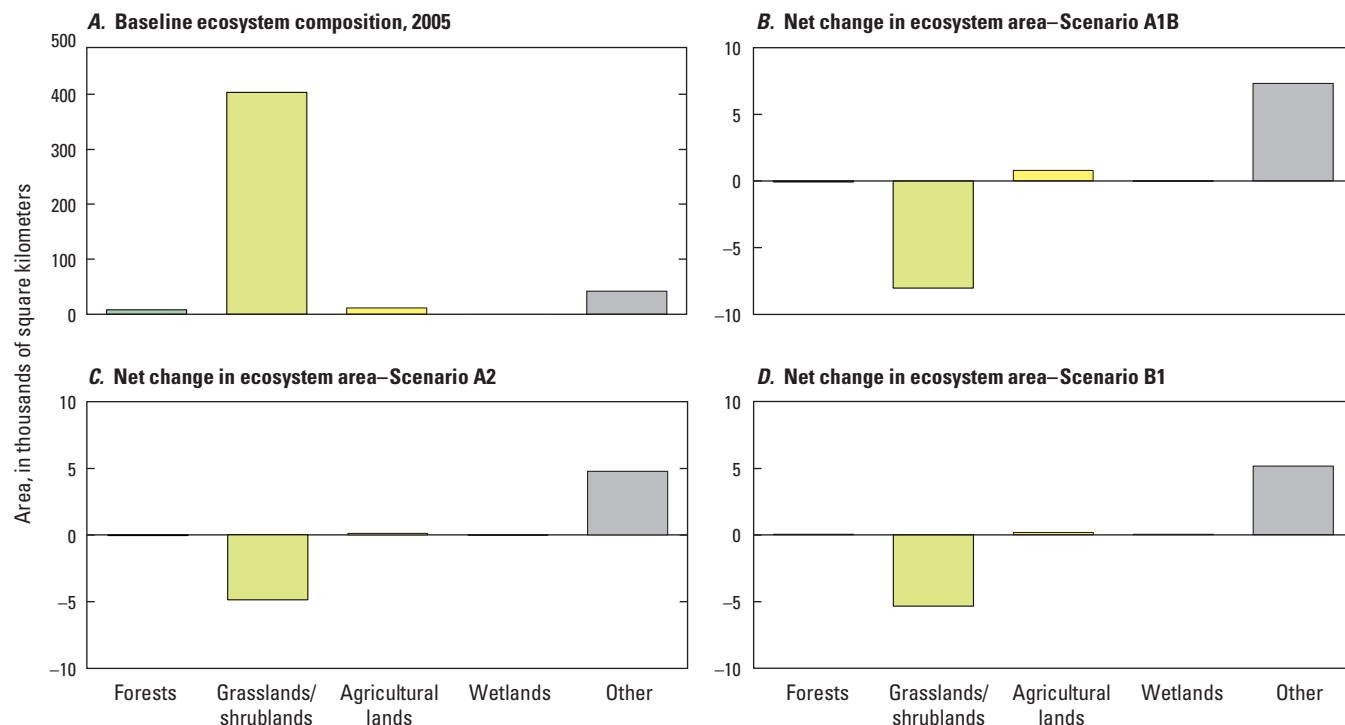 A. Baseline ecosystem composition, 2005
500
400
300
200
100
0
B. Net change in ecosystem area–Scenario A1B
10
5
0
–5
–10
Area, in thousands of square kilometers
C. Net change in ecosystem area–Scenario A2
10
5
0
–5
–10
Forests
Grasslands/
shrublands
Agricultural
lands
Wetlands
Other
D. Net change in ecosystem area–Scenario B1
10
5
0
–5
–10
Forests
Grasslands/
shrublands
Agricultural
lands
Wetlands
Other